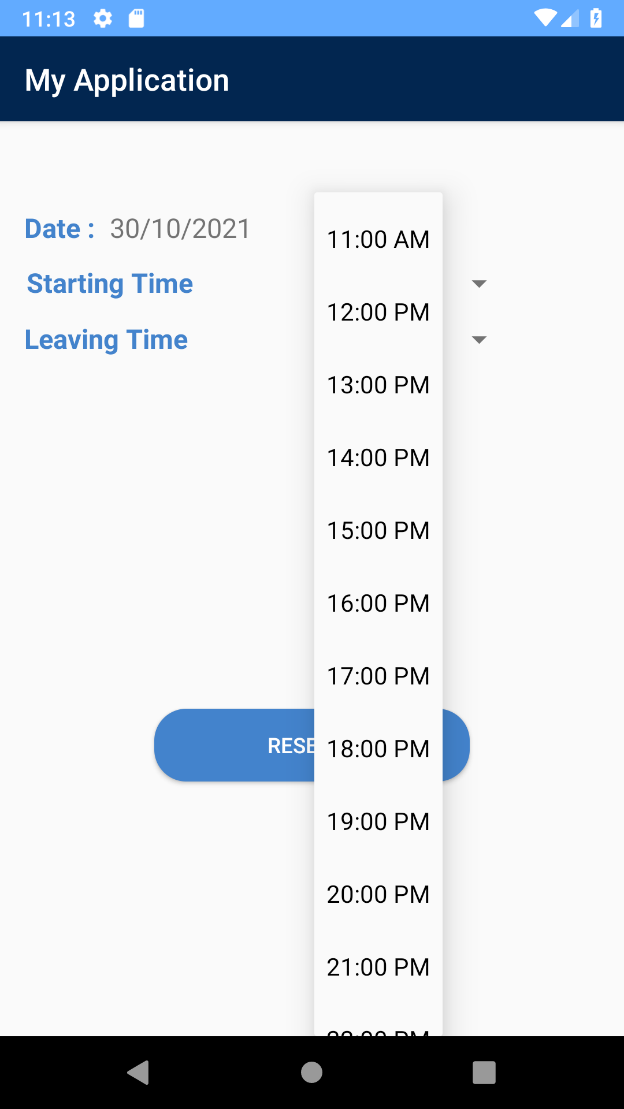 11:13
My Application
Date : 30/10/2021
Starting Time
Leaving Time
11:00 AM
12:00 PM
13:00 PM
14:00 PM
15:00 PM
16:00 PM
17:00 PM
18:00 PM
19:00 PM
20:00 PM
21:00 PM